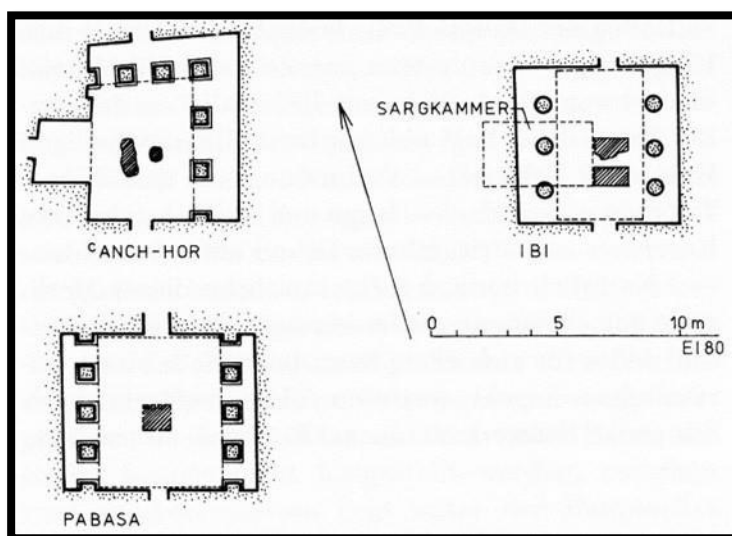 SARGKAMMER
ᶜANCH-HOR
IBI
0 5 10 m
E180
PABASA